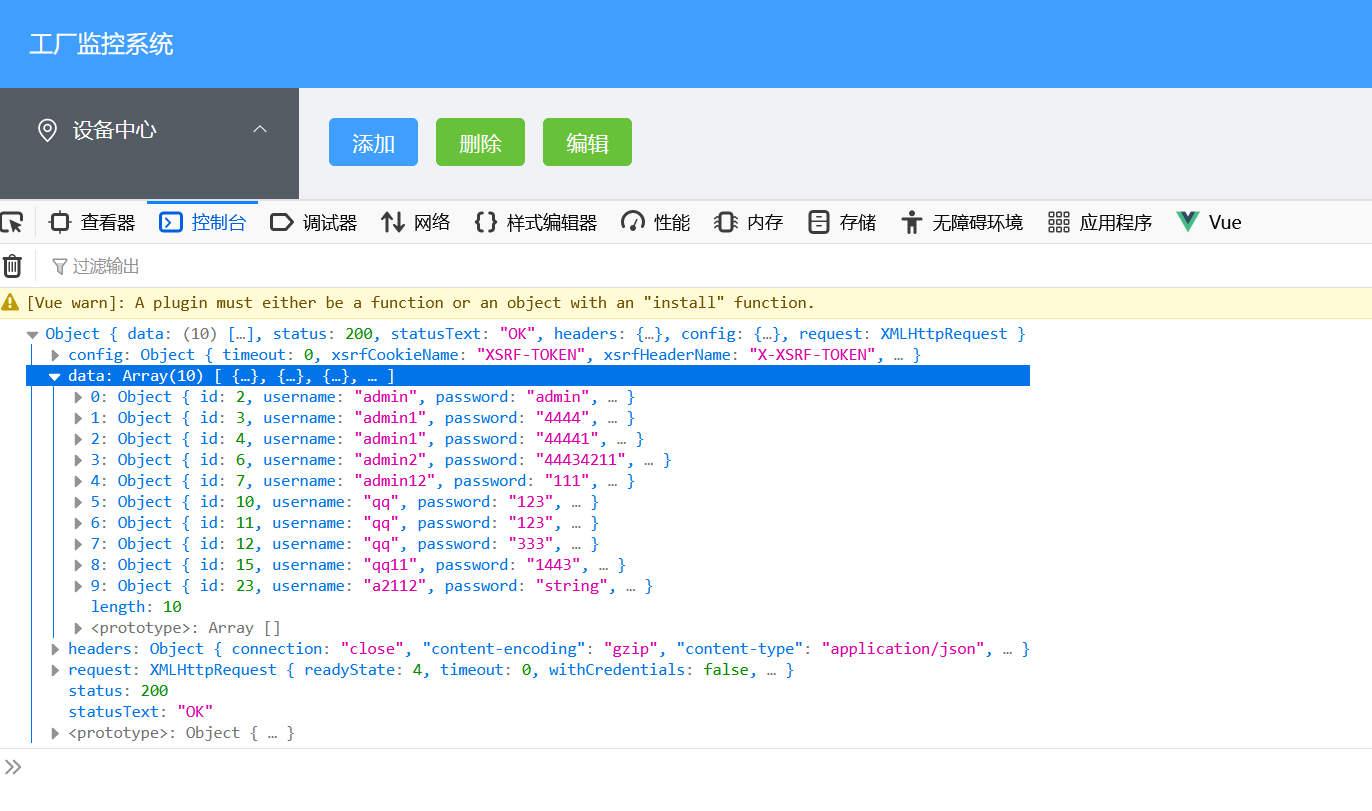 工厂监控系统
设备中心
添加 删除 编辑
查看器 控制台 调试器 网络 样式编辑器 性能 内存 存储 无障碍环境 应用程序 Vue
过滤输出
[Vue warn]: A plugin must either be a function or an object with an "install" function.
Object { data: (10) […], status: 200, statusText: "OK", headers: {…}, config: {…}, request: XMLHttpRequest }
config: Object { timeout: 0, xsrfCookieName: "XSRF-TOKEN", xsrfHeaderName: "X-XSRF-TOKEN", … }
data: Array(10) [ {…}, {…}, {…}, … ]
0: Object { id: 2, username: "admin", password: "admin", … }
1: Object { id: 3, username: "admin1", password: "4444", … }
2: Object { id: 4, username: "admin1", password: "44441", … }
3: Object { id: 6, username: "admin2", password: "44434211", … }
4: Object { id: 7, username: "admin12", password: "111", … }
5: Object { id: 10, username: "qq", password: "123", … }
6: Object { id: 11, username: "qq", password: "123", … }
7: Object { id: 12, username: "qq", password: "333", … }
8: Object { id: 15, username: "qq11", password: "1443", … }
9: Object { id: 23, username: "a2112", password: "string", … }
length: 10
<prototype>: Array []
headers: Object { connection: "close", "content-encoding": "gzip", "content-type": "application/json", … }
request: XMLHttpRequest { readyState: 4, timeout: 0, withCredentials: false, … }
status: 200
statusText: "OK"
<prototype>: Object { … }